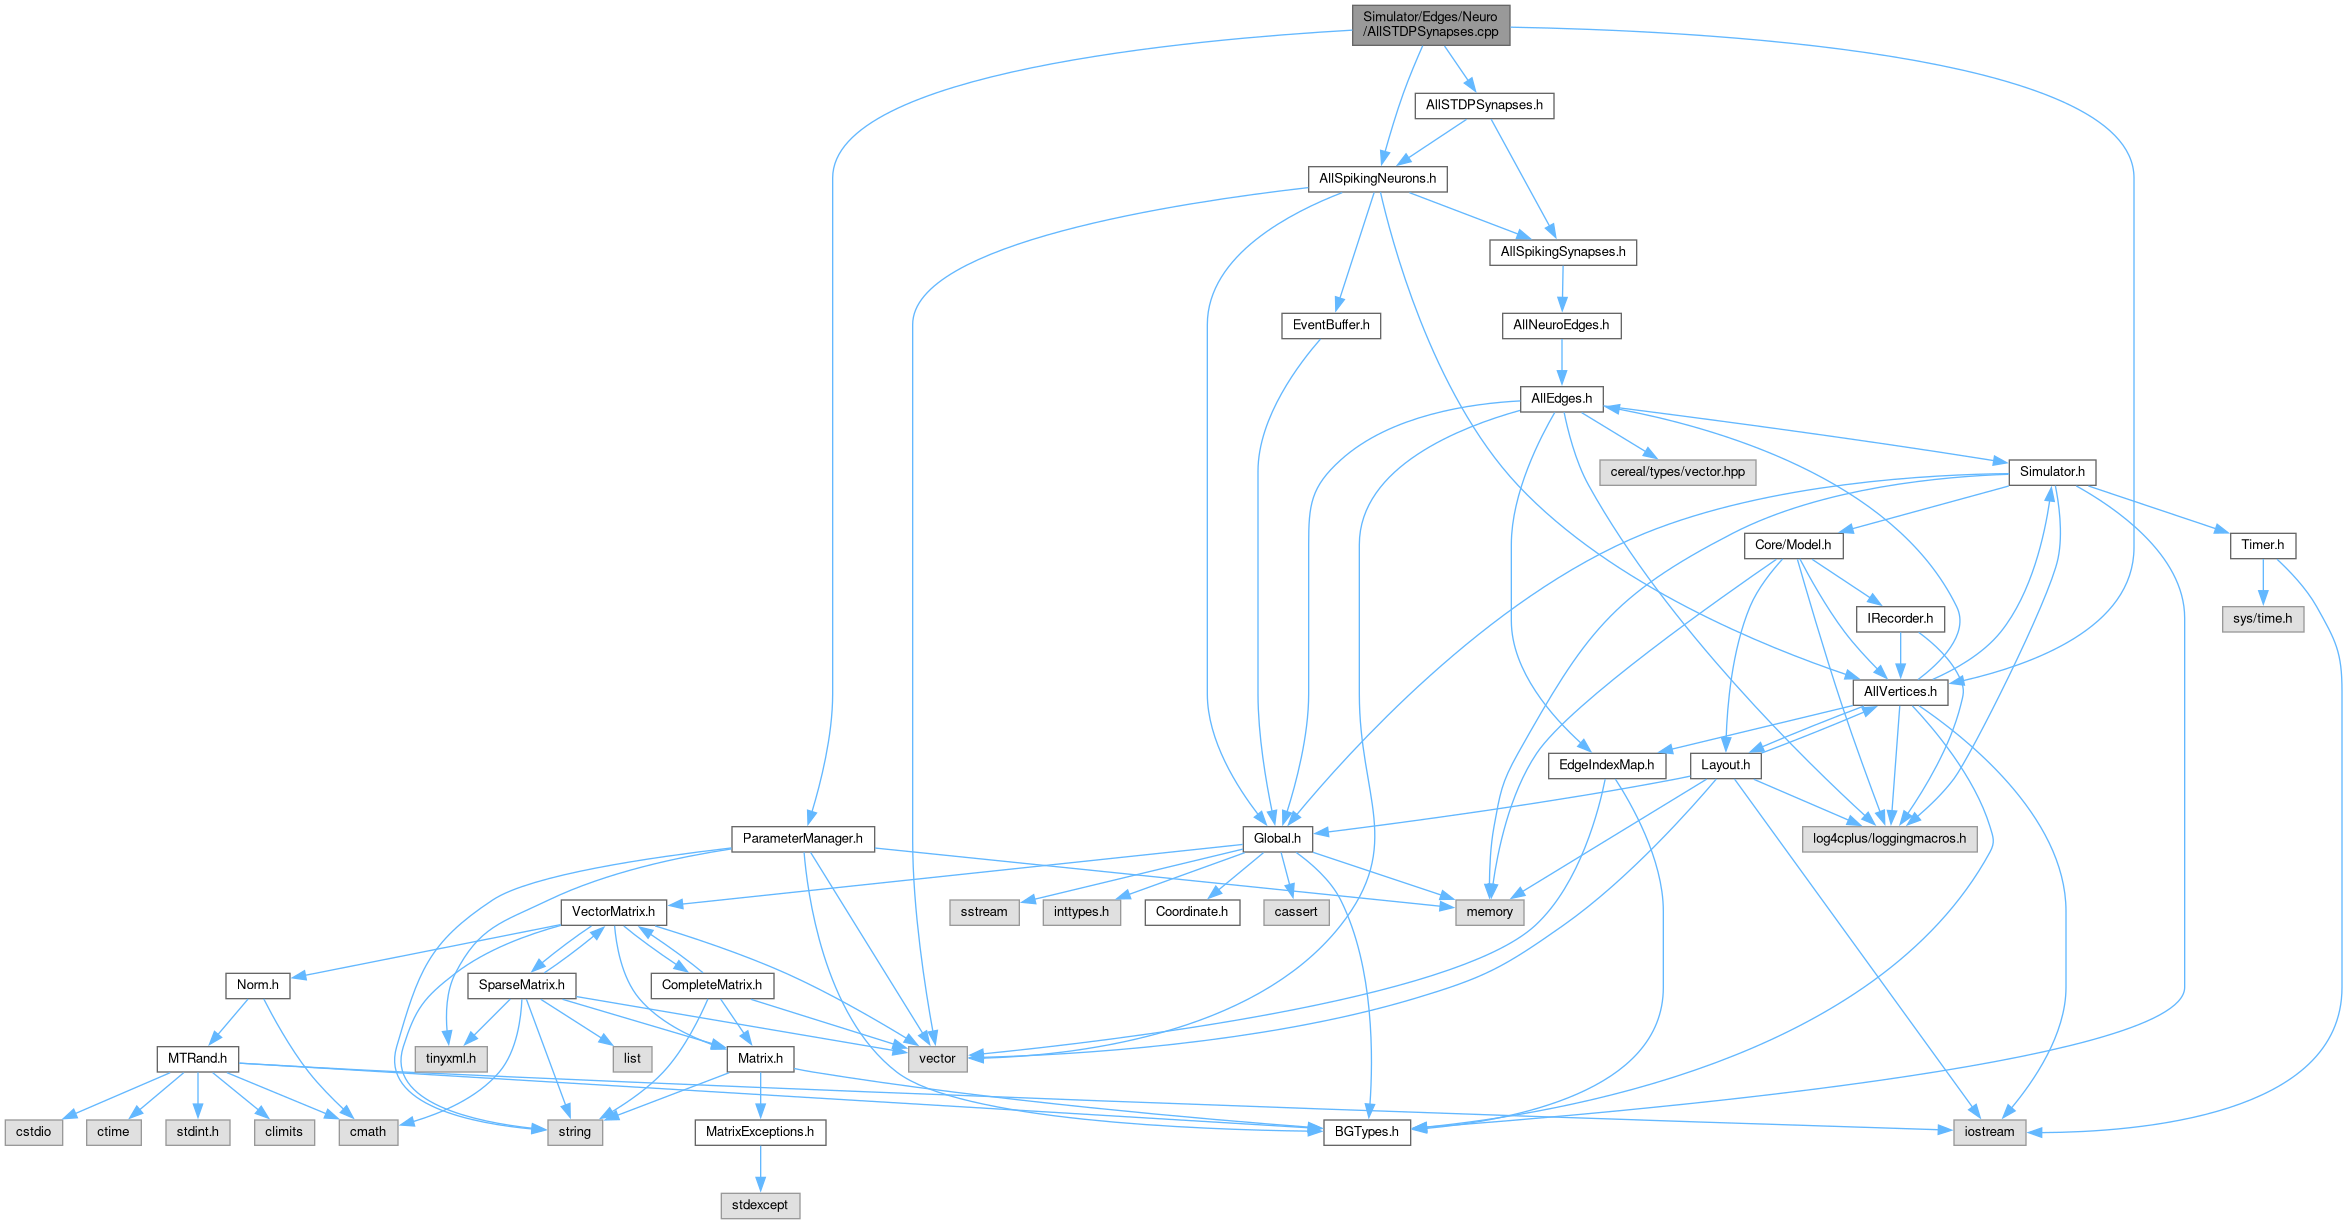 Simulator/Edges/Neuro
/AllSTDPSynapses.cpp
AllSTDPSynapses.h
AllSpikingNeurons.h
AllSpikingSynapses.h
EventBuffer.h
AllNeuroEdges.h
AllEdges.h
cereal/types/vector.hpp
Simulator.h
Core/Model.h
Timer.h
IRecorder.h
sys/time.h
AllVertices.h
EdgeIndexMap.h
Layout.h
ParameterManager.h
Global.h
log4cplus/loggingmacros.h
VectorMatrix.h
sstream
inttypes.h
Coordinate.h
cassert
memory
Norm.h
SparseMatrix.h
CompleteMatrix.h
MTRand.h
tinyxml.h
list
Matrix.h
vector
cstdio
ctime
stdint.h
climits
cmath
string
MatrixExceptions.h
BGTypes.h
iostream
stdexcept